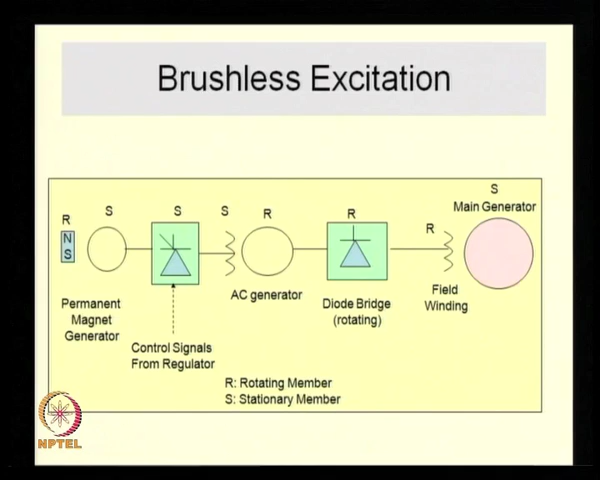 Brushless Excitation
S
Main Generator
R
N
S
S
S
S
R
R
R
Permanent
Magnet
Generator
AC generator
Diode Bridge
(rotating)
Field
Winding
Control Signals
From Regulator
R: Rotating Member
S: Stationary Member
NPTEL